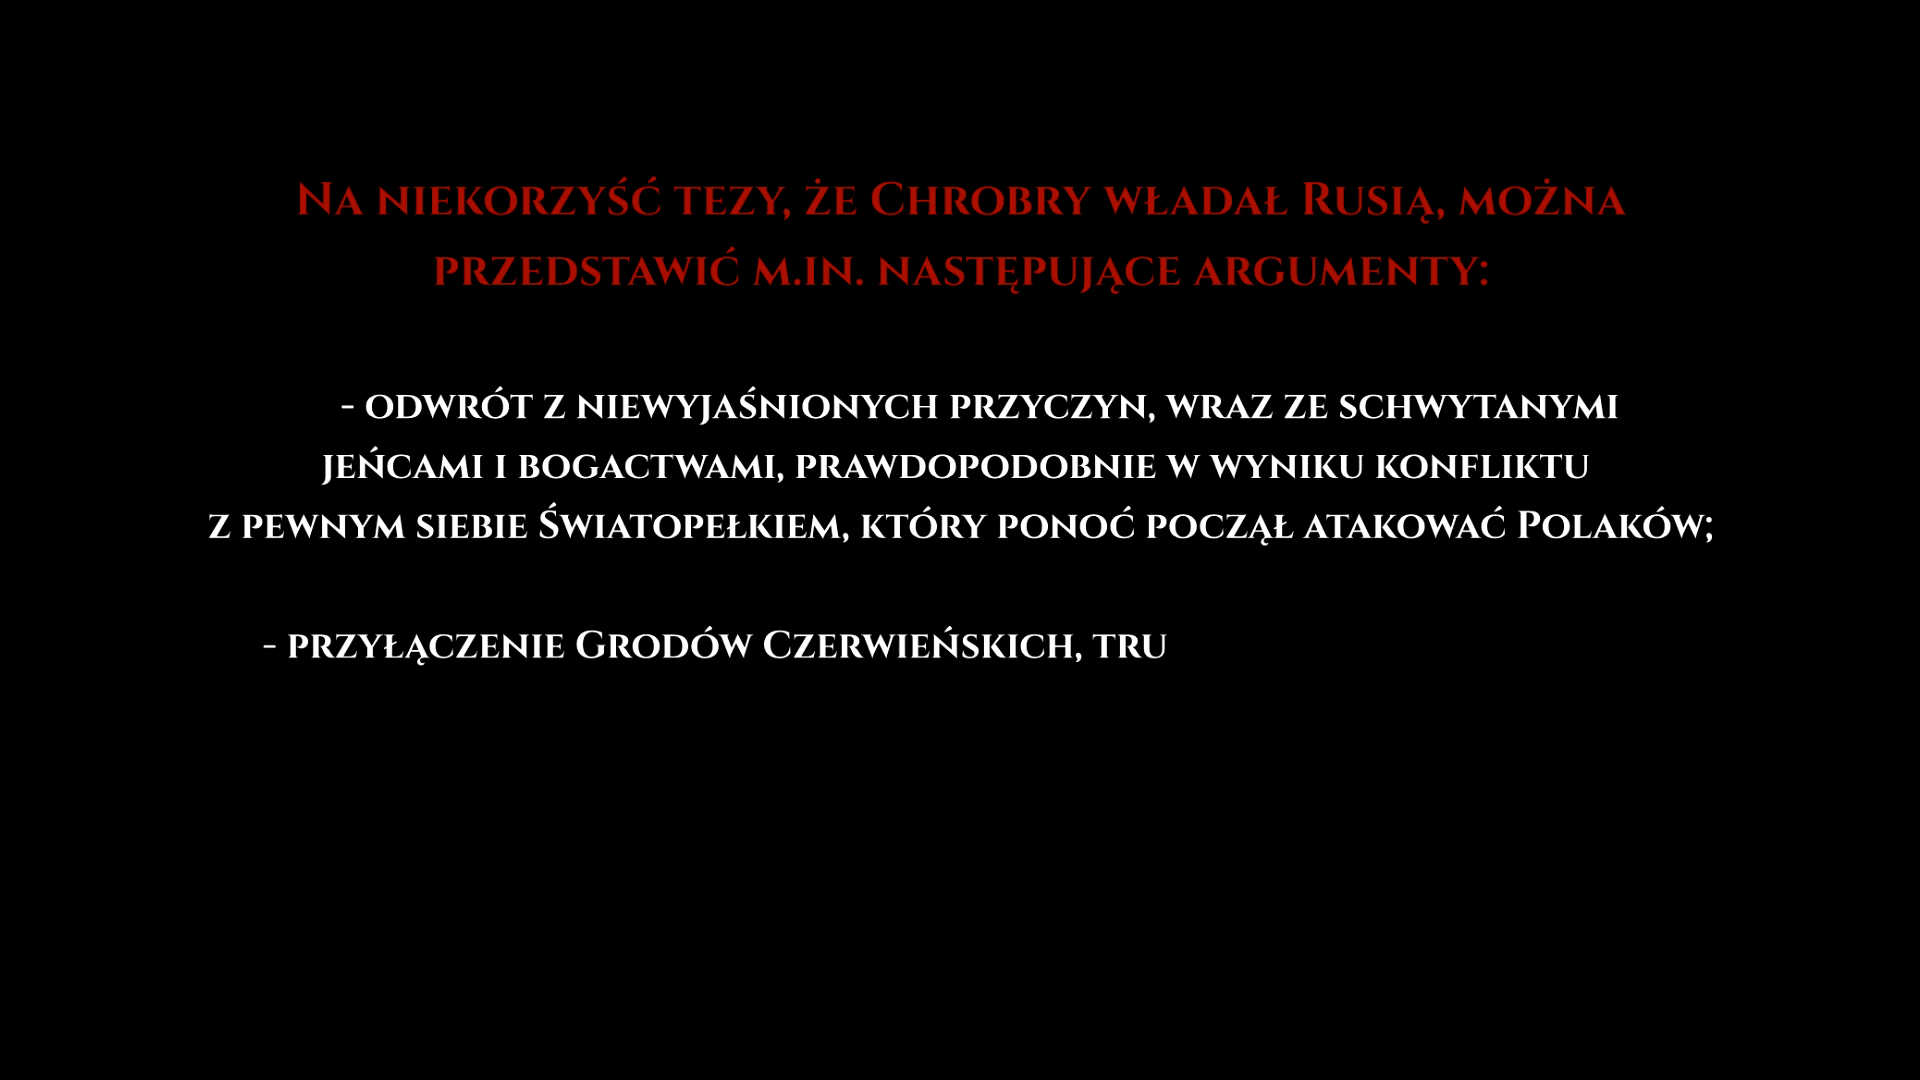 Na niekorzyść tezy, że Chrobry władał Rusią, można
przedstawić m.in. następujące argumenty:
- odwrót z niewyjaśnionych przyczyn, wraz ze schwytanymi
jeńcami i bogactwami, prawdopodobnie w wyniku konfliktu
z pewnym siebie Światopełkiem, który ponoć począł atakować Polaków;
- przyłączenie Grodów Czerwieńskich, tru